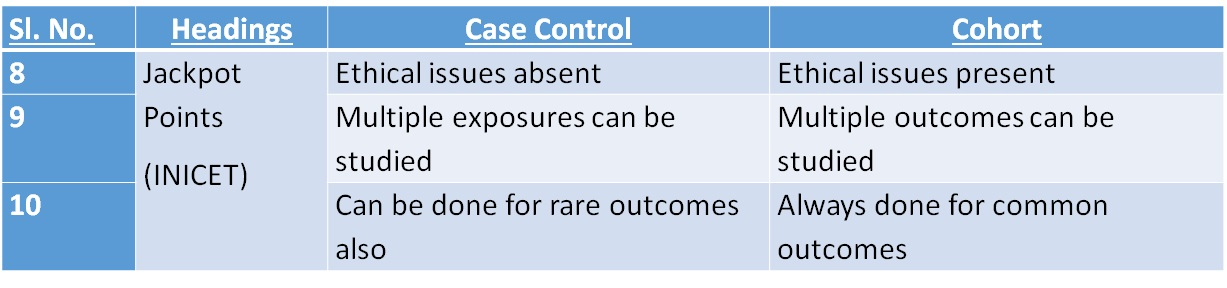 Sl. No. Headings Case Control Cohort
8 Jackpot Ethical issues absent Ethical issues present
9 Points Multiple exposures can be Multiple outcomes can be
studied studied
(INICET)
10 Can be done for rare outcomes Always done for common
also outcomes